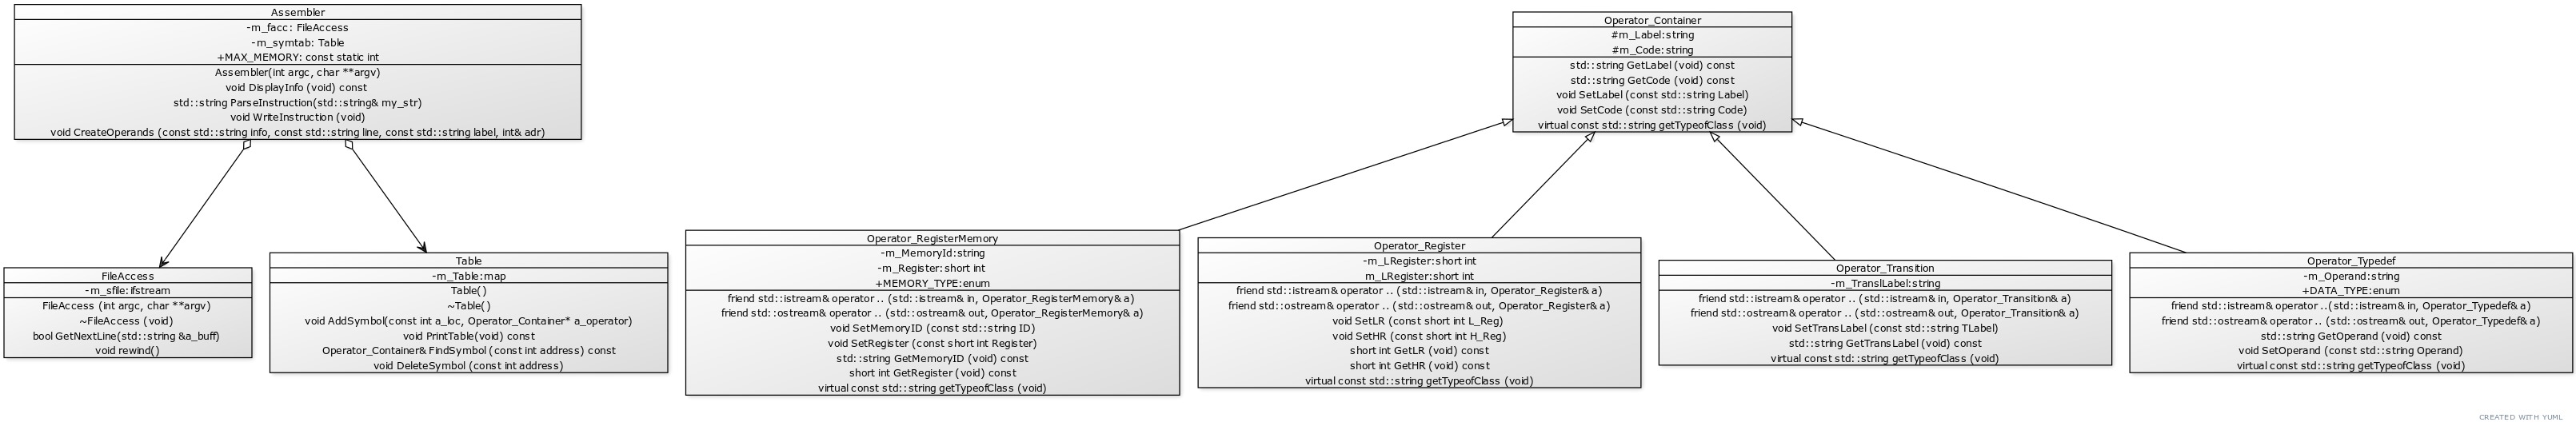 Assembler
-m_facc: FileAccess
-m_symtab: Table
+MAX_MEMORY: const static int
Assembler(int argc, char **argv)
void DisplayInfo (void) const
std::string ParseInstruction(std::string& my_str)
void WriteInstruction (void)
void CreateOperands (const std::string info, const std::string line, const std::string label, int& adr)
Operator_Container
#m_Label:string
#m_Code:string
std::string GetLabel (void) const
std::string GetCode (void) const
void SetLabel (const std::string Label)
void SetCode (const std::string Code)
virtual const std::string getTypeofClass (void)
FileAccess
-m_sfile:ifstream
FileAccess (int argc, char **argv)
~FileAccess (void)
bool GetNextLine(std::string &a_buff)
void rewind()
Table
-m_Table:map
Table()
~Table()
void AddSymbol(const int a_loc, Operator_Container* a_operator)
void PrintTable(void) const
Operator_Container& FindSymbol (const int address) const
void DeleteSymbol (const int address)
Operator_RegisterMemory
-m_MemoryId:string
-m_Register:short int
+MEMORY_TYPE:enum
friend std::istream& operator .. (std::istream& in, Operator_RegisterMemory& a)
friend std::ostream& operator .. (std::ostream& out, Operator_RegisterMemory& a)
void SetMemoryID (const std::string ID)
void SetRegister (const short int Register)
std::string GetMemoryID (void) const
short int GetRegister (void) const
virtual const std::string getTypeofClass (void)
Operator_Register
-m_LRegister:short int
m_LRegister:short int
friend std::istream& operator .. (std::istream& in, Operator_Register& a)
friend std::ostream& operator .. (std::ostream& out, Operator_Register& a)
void SetLR (const short int L_Reg)
void SetHR (const short int H_Reg)
short int GetLR (void) const
short int GetHR (void) const
virtual const std::string getTypeofClass (void)
Operator_Transition
-m_TranslLabel:string
friend std::istream& operator .. (std::istream& in, Operator_Transition& a)
friend std::ostream& operator .. (std::ostream& out, Operator_Transition& a)
void SetTransLabel (const std::string TLabel)
std::string GetTransLabel (void) const
virtual const std::string getTypeofClass (void)
Operator_Typedef
-m_Operand:string
+DATA_TYPE:enum
friend std::istream& operator ..(std::istream& in, Operator_Typedef& a)
friend std::ostream& operator .. (std::ostream& out, Operator_Typedef& a)
std::string GetOperand (void) const
void SetOperand (const std::string Operand)
virtual const std::string getTypeofClass (void)
CREATED WITH YUML